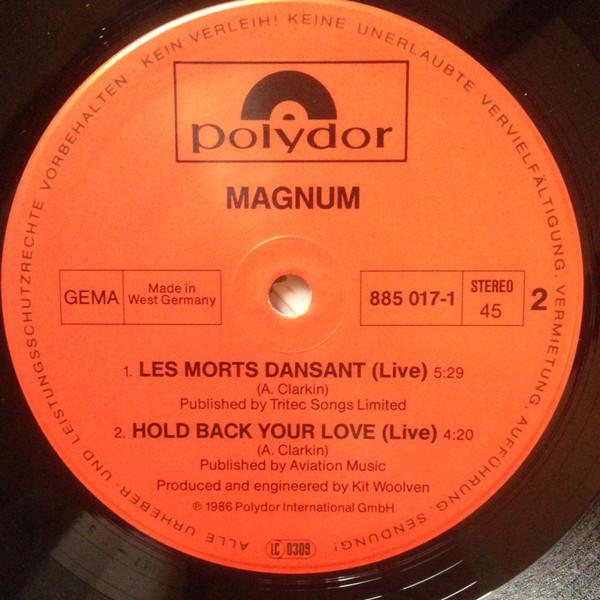 ALLE URHEBER- UND LEISTUNGSSCHUTZRECHTE VORBEHALTEN · KEIN VERLEIH! KEINE UNERLAUBTE VERVIELFÄLTIGUNG, VERMIETUNG, AUFFÜHRUNG, SENDUNG!
polydor
MAGNUM
GEMA
Made in
West Germany
885 017-1
STEREO
45
2
1. LES MORTS DANSANT (Live) 5:29
(A. Clarkin)
Published by Tritec Songs Limited
2. HOLD BACK YOUR LOVE (Live) 4:20
(A. Clarkin)
Published by Aviation Music
Produced and engineered by Kit Woolven
℗ 1986 Polydor International GmbH
LC 0309